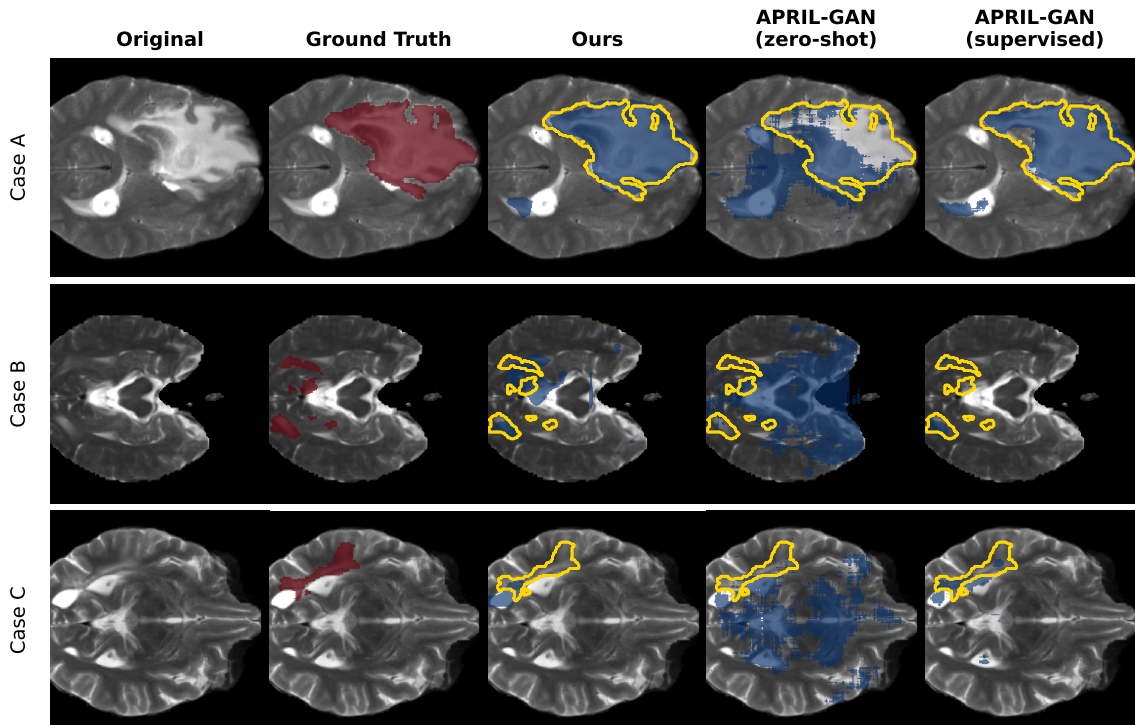 Original
Ground Truth
Ours
APRIL-GAN
(zero-shot)
APRIL-GAN
(supervised)
Case A
Case B
Case C